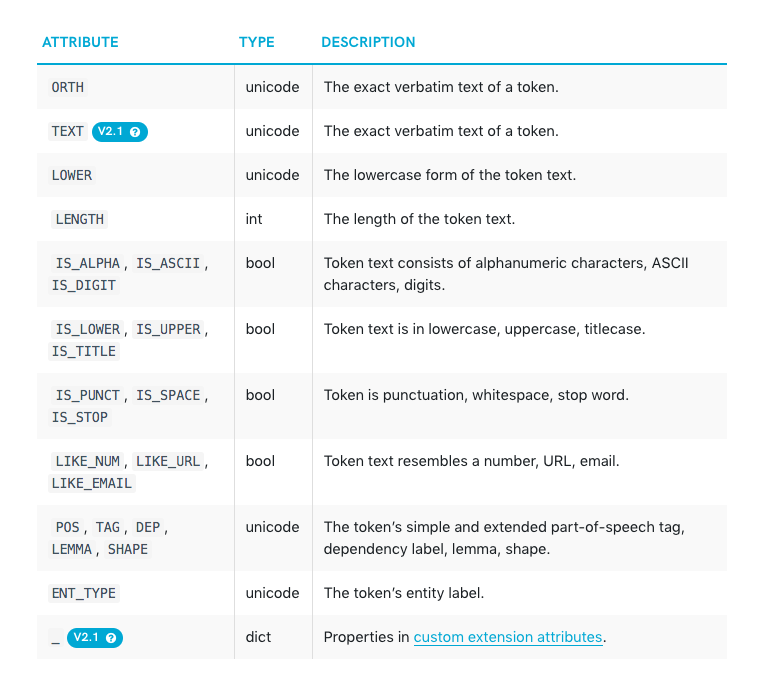 ATTRIBUTE TYPE DESCRIPTION
ORTH unicode The exact verbatim text of a token.
TEXT V2.1 ? unicode The exact verbatim text of a token.
LOWER unicode The lowercase form of the token text.
LENGTH int The length of the token text.
IS_ALPHA, IS_ASCII, bool Token text consists of alphanumeric characters, ASCII
IS_DIGIT characters, digits.
IS_LOWER, IS_UPPER, bool Token text is in lowercase, uppercase, titlecase.
IS_TITLE
IS_PUNCT, IS_SPACE, bool Token is punctuation, whitespace, stop word.
IS_STOP
LIKE_NUM, LIKE_URL, bool Token text resembles a number, URL, email.
LIKE_EMAIL
POS, TAG, DEP, unicode The token’s simple and extended part-of-speech tag,
LEMMA, SHAPE dependency label, lemma, shape.
ENT_TYPE unicode The token’s entity label.
_ V2.1 ? dict Properties in custom extension attributes.